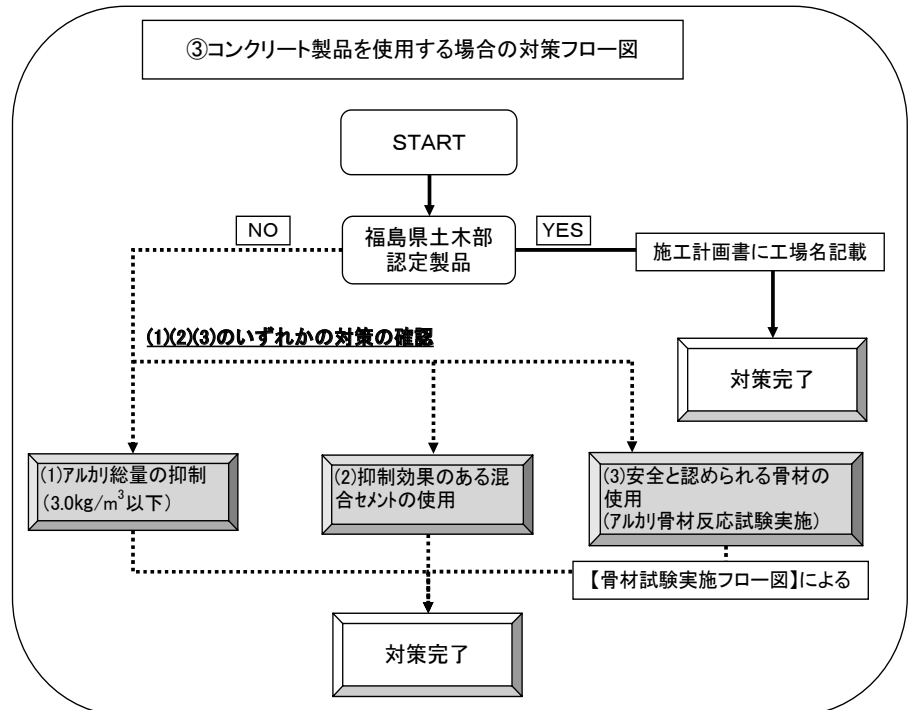 ③コンクリート製品を使用する場合の対策フロー図
START
NO
福島県土木部
認定製品
YES
施工計画書に工場名記載
(1)(2)(3)のいずれかの対策の確認
対策完了
(1)アルカリ総量の抑制
(3.0kg/m³以下)
(2)抑制効果のある混
合セメントの使用
(3)安全と認められる骨材の
使用
(アルカリ骨材反応試験実施)
【骨材試験実施フロー図】による
対策完了